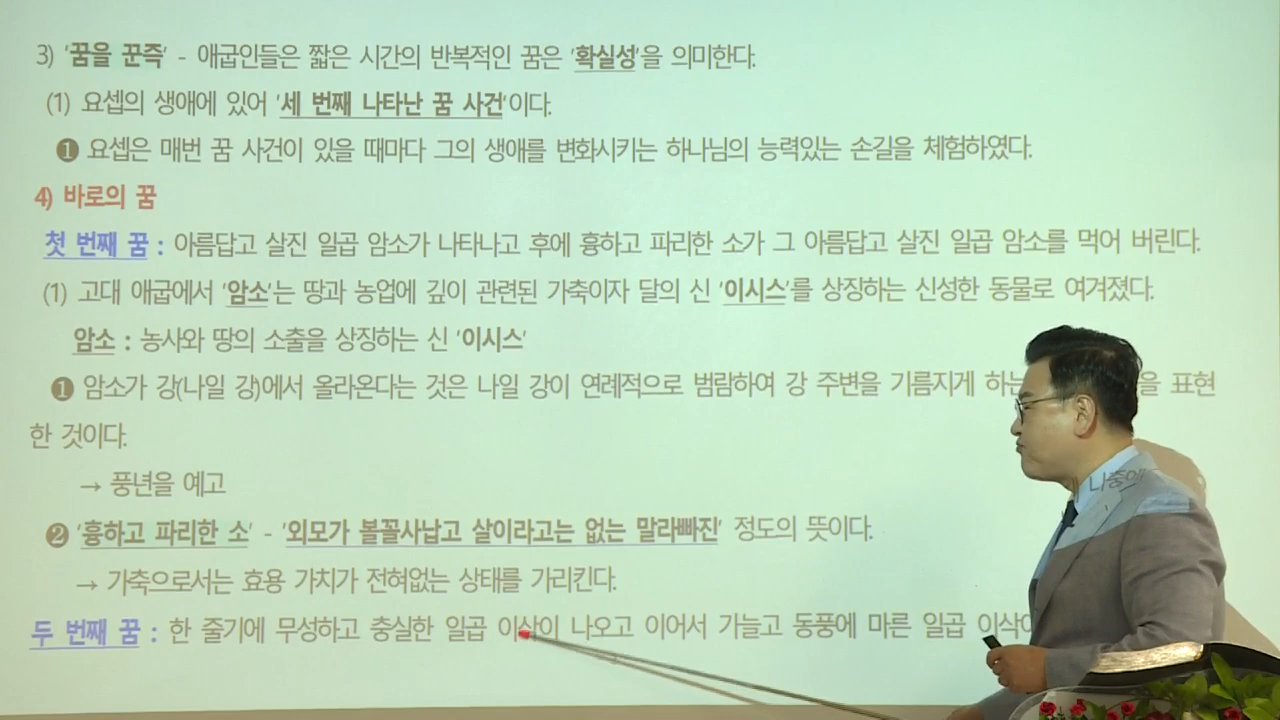 3) '꿈을 꾼즉' - 애굽인들은 짧은 시간의 반복적인 꿈은 '확실성'을 의미한다.
(1) 요셉의 생애에 있어 '세 번째 나타난 꿈 사건'이다.
❶ 요셉은 매번 꿈 사건이 있을 때마다 그의 생애를 변화시키는 하나님의 능력있는 손길을 체험하였다.
4) 바로의 꿈
첫 번째 꿈 : 아름답고 살진 일곱 암소가 나타나고 후에 흉하고 파리한 소가 그 아름답고 살진 일곱 암소를 먹어 버린다.
(1) 고대 애굽에서 '암소'는 땅과 농업에 깊이 관련된 가축이자 달의 신 '이시스'를 상징하는 신성한 동물로 여겨졌다.
암소 : 농사와 땅의 소출을 상징하는 신 '이시스'
❶ 암소가 강(나일 강)에서 올라온다는 것은 나일 강이 연례적으로 범람하여 강 주변을 기름지게 하는 을 표현
한 것이다.
→ 풍년을 예고
❷ '흉하고 파리한 소' - '외모가 볼꼴사납고 살이라고는 없는 말라빠진' 정도의 뜻이다.
→ 가축으로서는 효용 가치가 전혀없는 상태를 가리킨다.
두 번째 꿈 : 한 줄기에 무성하고 충실한 일곱 이삭이 나오고 이어서 가늘고 동풍에 마른 일곱 이삭